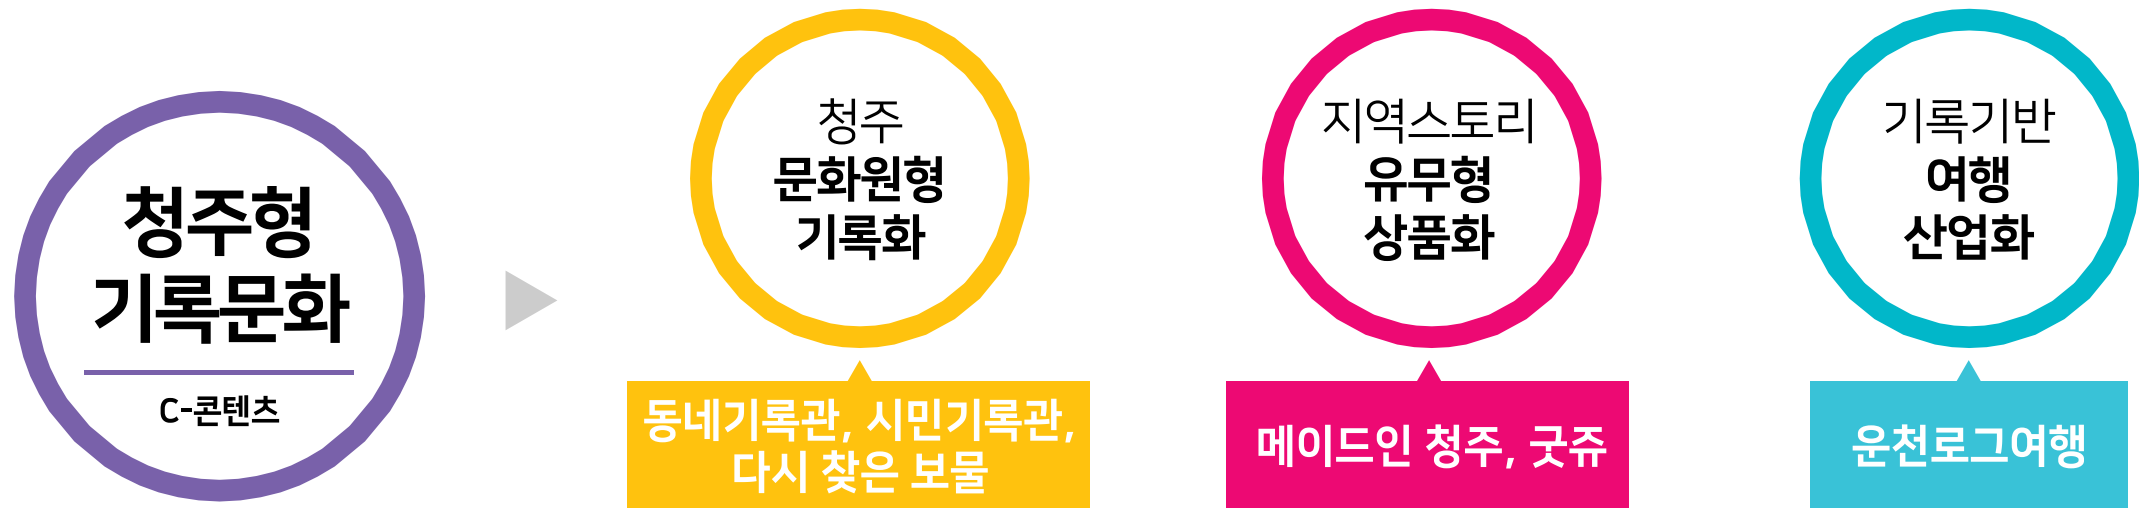 청주형
기록문화
C-콘텐츠
청주
문화원형
기록화
동네기록관, 시민기록관,
다시 찾은 보물
지역스토리
유무형
상품화
메이드인 청주, 굿쥬
기록기반
여행
산업화
운천로그여행